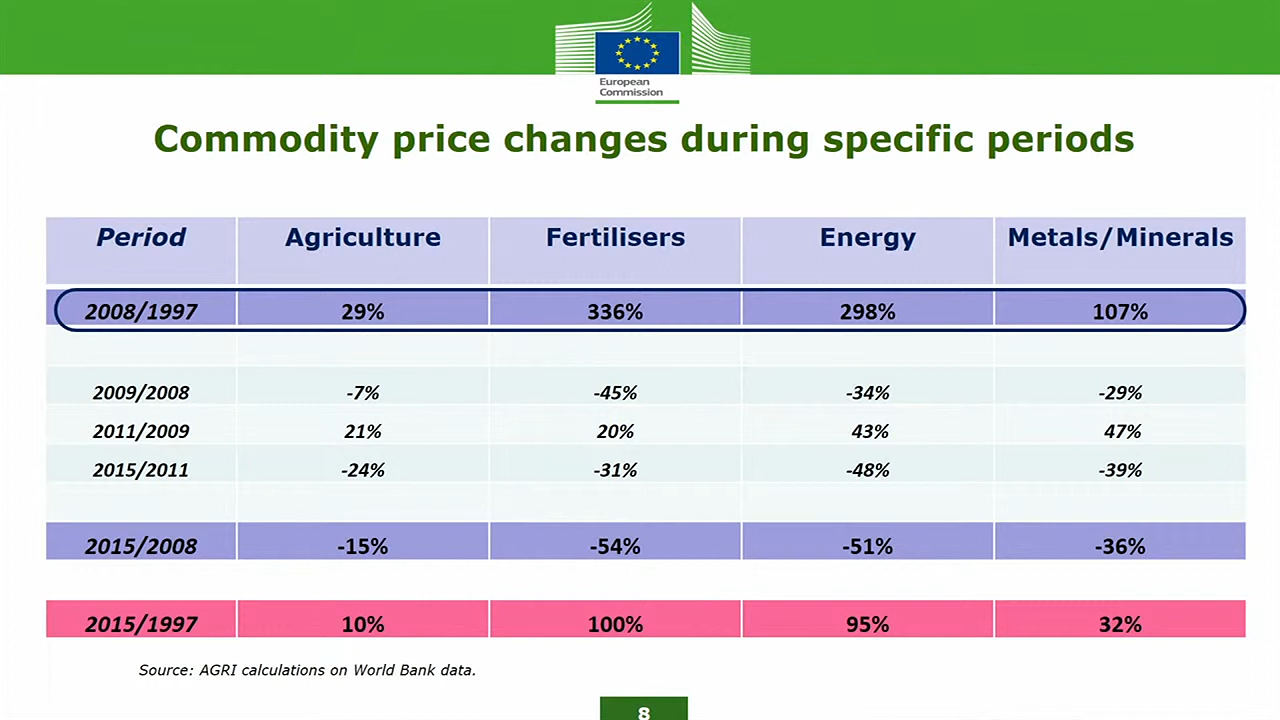 European
Commission
Commodity price changes during specific periods
Period Agriculture Fertilisers Energy Metals/Minerals
2008/1997 29% 336% 298% 107%
2009/2008 -7% -45% -34% -29%
2011/2009 21% 20% 43% 47%
2015/2011 -24% -31% -48% -39%
2015/2008 -15% -54% -51% -36%
2015/1997 10% 100% 95% 32%
Source: AGRI calculations on World Bank data.
8